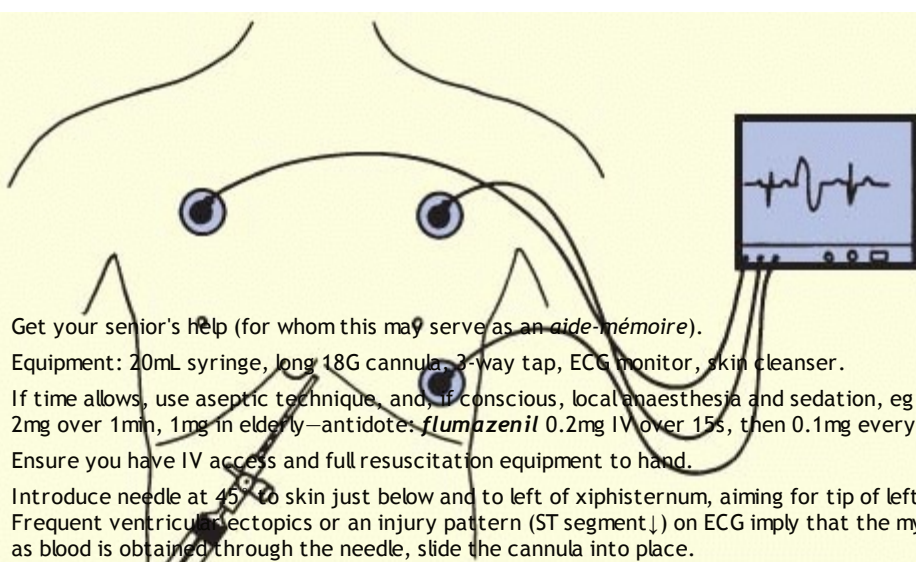 Get your senior's help (for whom this may serve as an aide-mémoire).
Equipment: 20mL syringe, long 18G cannula, 3-way tap, ECG monitor, skin cleanser.
If time allows, use aseptic technique, and, if conscious, local anaesthesia and sedation, eg
2mg over 1min, 1mg in elderly—antidote: flumazenil 0.2mg IV over 15s, then 0.1mg every
Ensure you have IV access and full resuscitation equipment to hand.
Introduce needle at 45° to skin just below and to left of xiphisternum, aiming for tip of left
Frequent ventricular ectopics or an injury pattern (ST segment↓) on ECG imply that the my
as blood is obtained through the needle, slide the cannula into place.